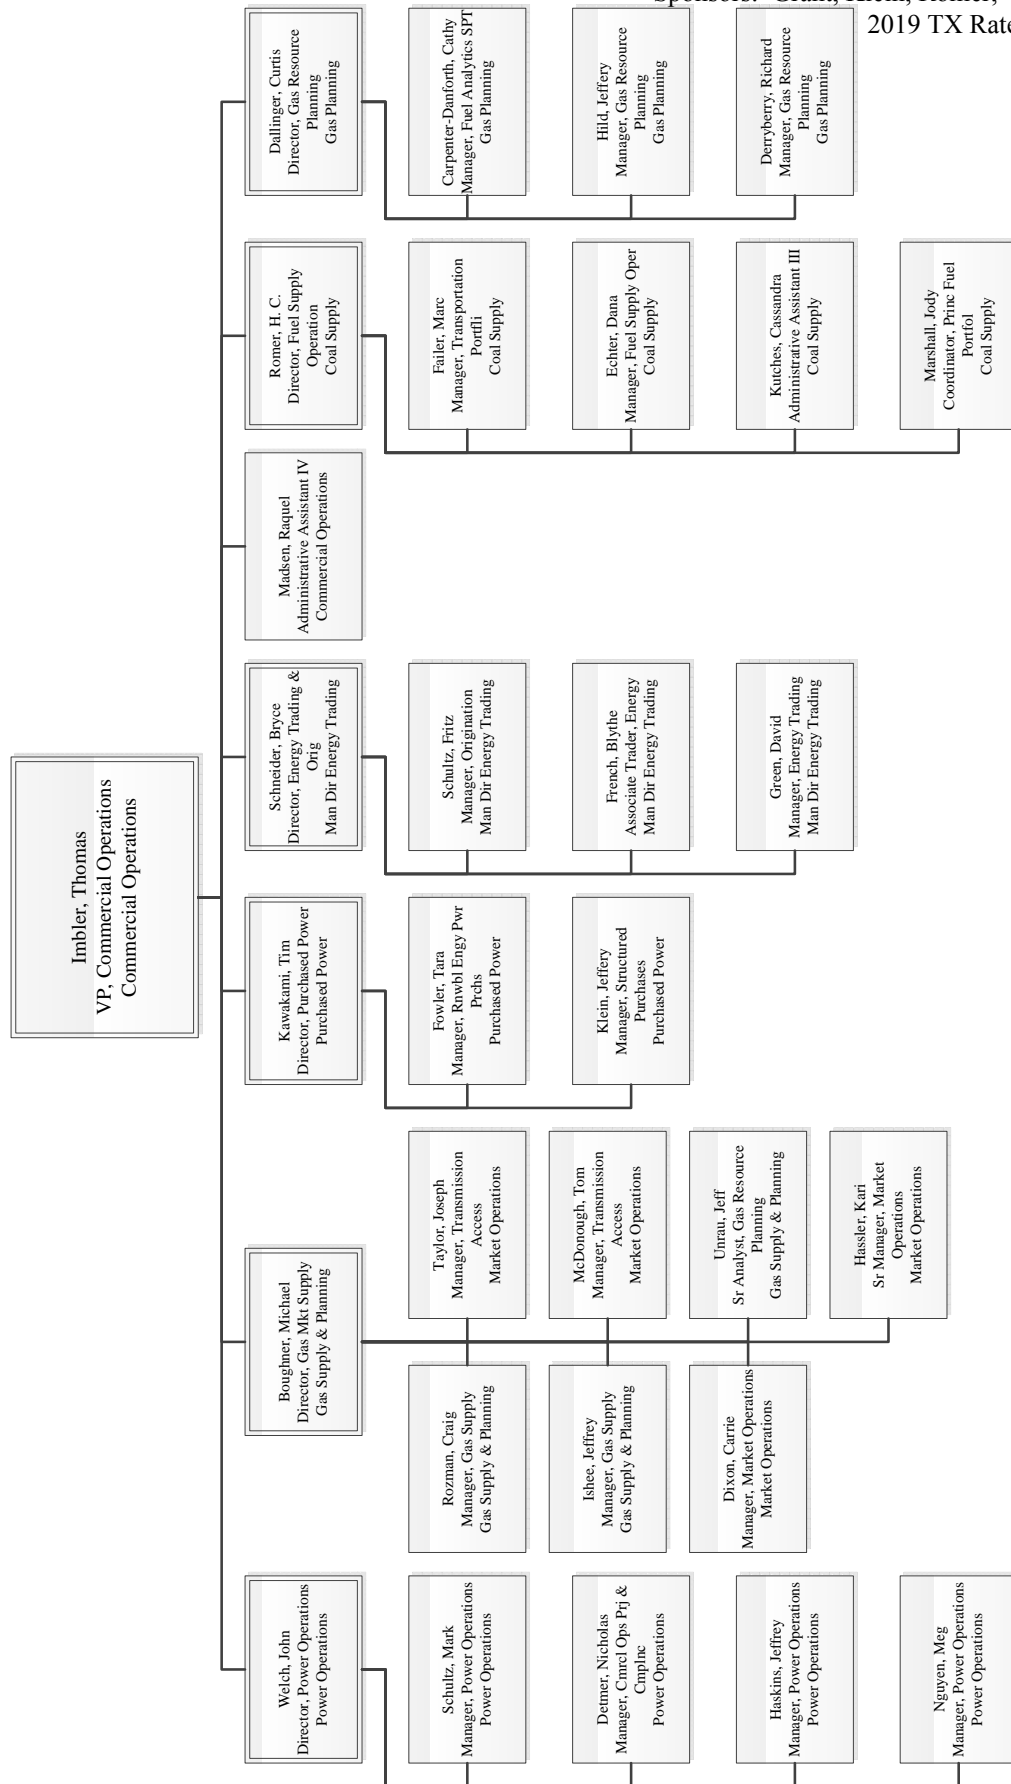 Sponsors: Grant, Klein, Romer,
2019 TX Rate
Imbler, Thomas
VP, Commercial Operations
Commercial Operations
Welch, John
Director, Power Operations
Power Operations
Schultz, Mark
Manager, Power Operations
Power Operations
Detmer, Nicholas
Manager, Cmrcl Ops Prj &
Cmplnc
Power Operations
Haskins, Jeffrey
Manager, Power Operations
Power Operations
Nguyen, Meg
Manager, Power Operations
Power Operations
Boughner, Michael
Director, Gas Mkt Supply
Gas Supply & Planning
Rozman, Craig
Manager, Gas Supply
Gas Supply & Planning
Taylor, Joseph
Manager, Transmission
Access
Market Operations
Ishee, Jeffrey
Manager, Gas Supply
Gas Supply & Planning
McDonough, Tom
Manager, Transmission
Access
Market Operations
Dixon, Carrie
Manager, Market Operations
Market Operations
Unrau, Jeff
Sr Analyst, Gas Resource
Planning
Gas Supply & Planning
Hassler, Kari
Sr Manager, Market
Operations
Market Operations
Kawakami, Tim
Director, Purchased Power
Purchased Power
Fowler, Tara
Manager, Rnwbl Engy Pwr
Prchs
Purchased Power
Klein, Jeffery
Manager, Structured
Purchases
Purchased Power
Schneider, Bryce
Director, Energy Trading &
Orig
Man Dir Energy Trading
Schultz, Fritz
Manager, Origination
Man Dir Energy Trading
French, Blythe
Associate Trader, Energy
Man Dir Energy Trading
Green, David
Manager, Energy Trading
Man Dir Energy Trading
Madsen, Raquel
Administrative Assistant IV
Commercial Operations
Romer, H. C.
Director, Fuel Supply
Operation
Coal Supply
Failer, Marc
Manager, Transportation
Portfli
Coal Supply
Echter, Dana
Manager, Fuel Supply Oper
Coal Supply
Kutches, Cassandra
Administrative Assistant III
Coal Supply
Marshall, Jody
Coordinator, Princ Fuel
Portfol
Coal Supply
Dallinger, Curtis
Director, Gas Resource
Planning
Gas Planning
Carpenter-Danforth, Cathy
Manager, Fuel Analytics SPT
Gas Planning
Hild, Jeffery
Manager, Gas Resource
Planning
Gas Planning
Derryberry, Richard
Manager, Gas Resource
Planning
Gas Planning